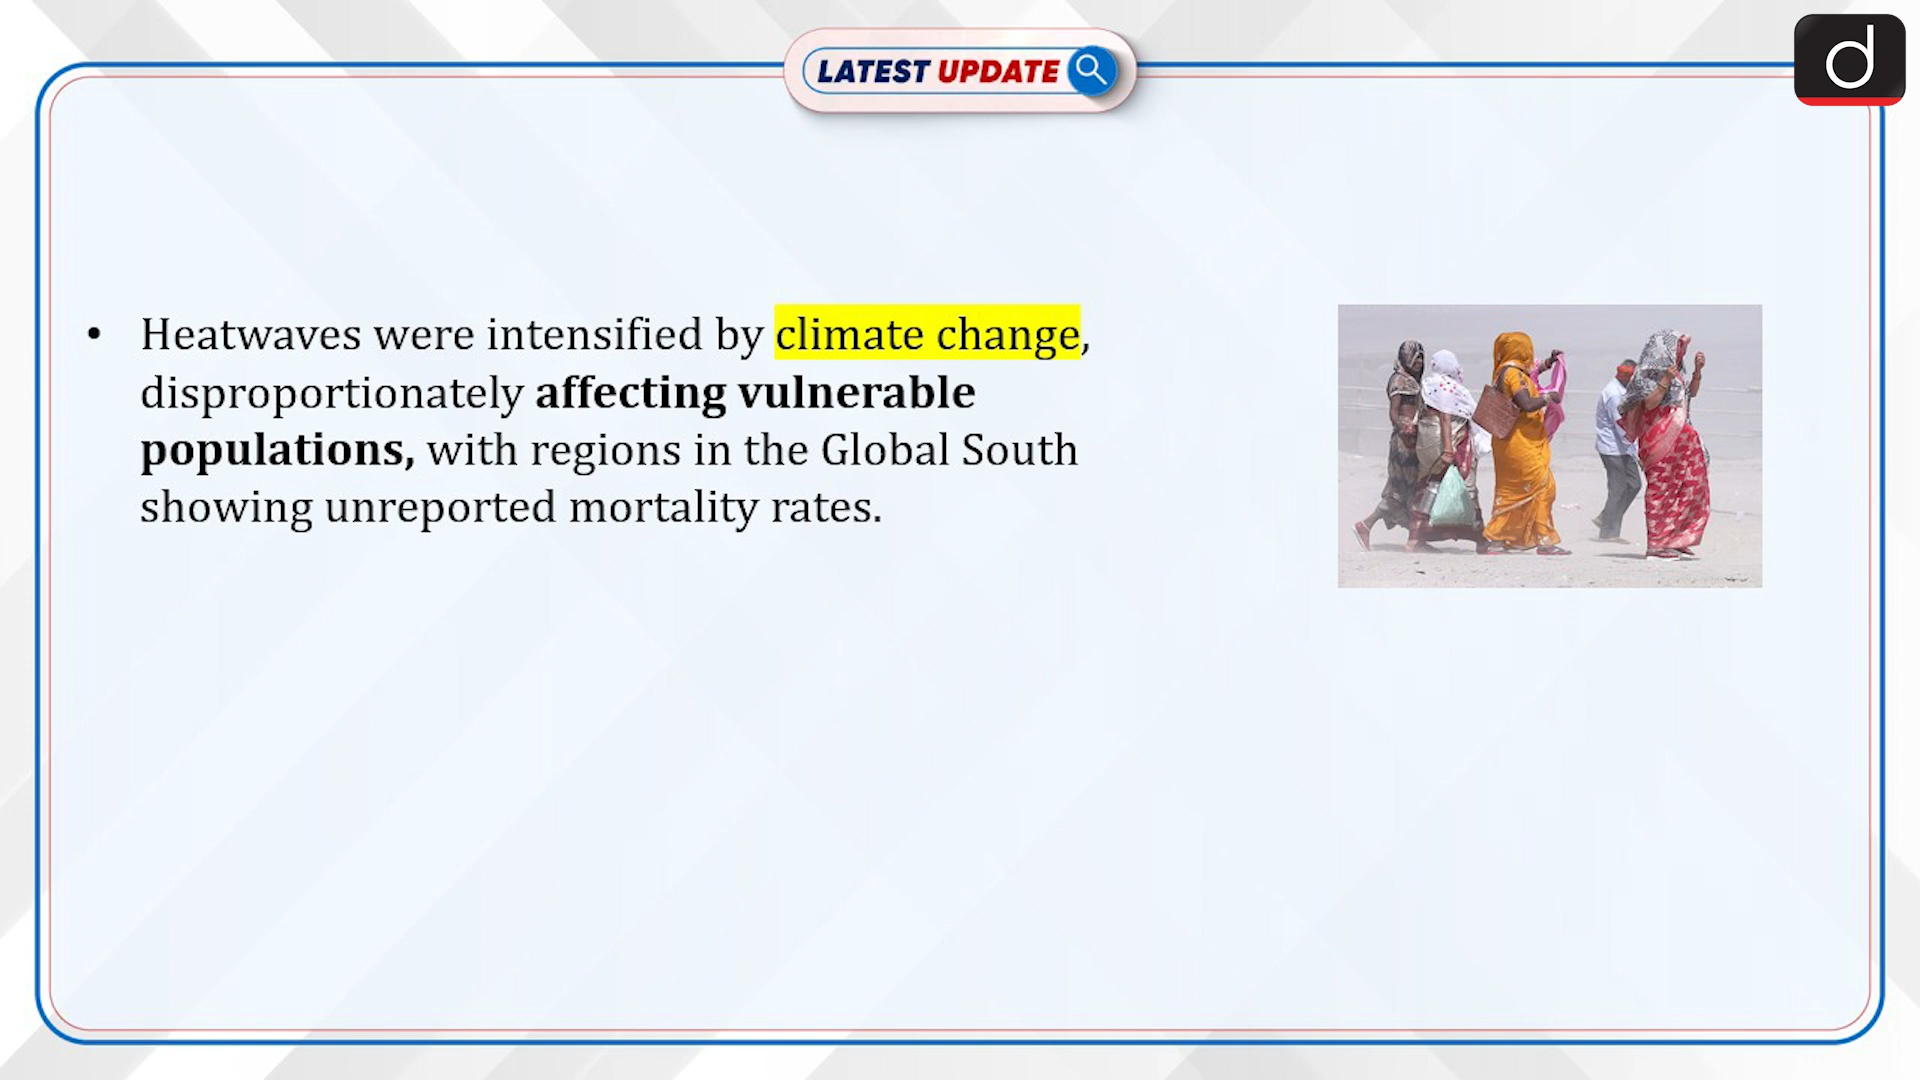 LATEST UPDATE
d
• Heatwaves were intensified by climate change,
disproportionately affecting vulnerable
populations, with regions in the Global South
showing unreported mortality rates.